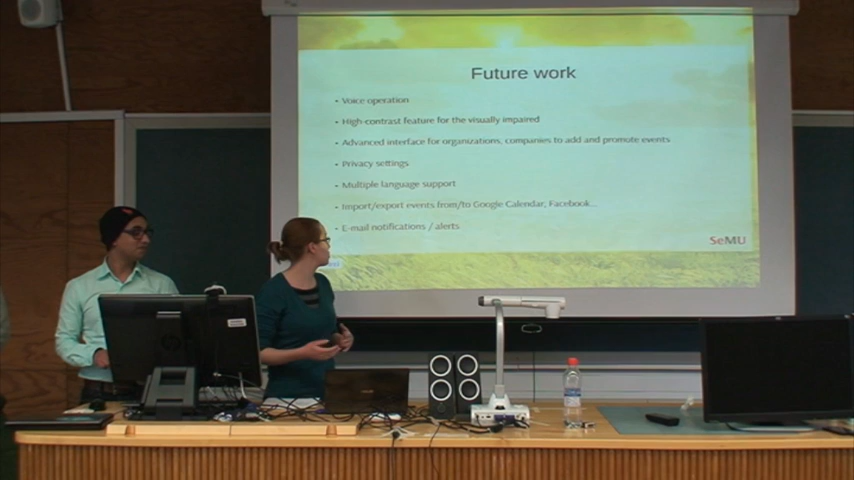 Future work
- Voice operation
- High-contrast feature for the visually impaired
- Advanced interface for organizations, companies to add and promote events
- Privacy settings
- Multiple language support
- Import/export events from/to Google Calendar, Facebook...
- E-mail notifications / alerts
SeMU